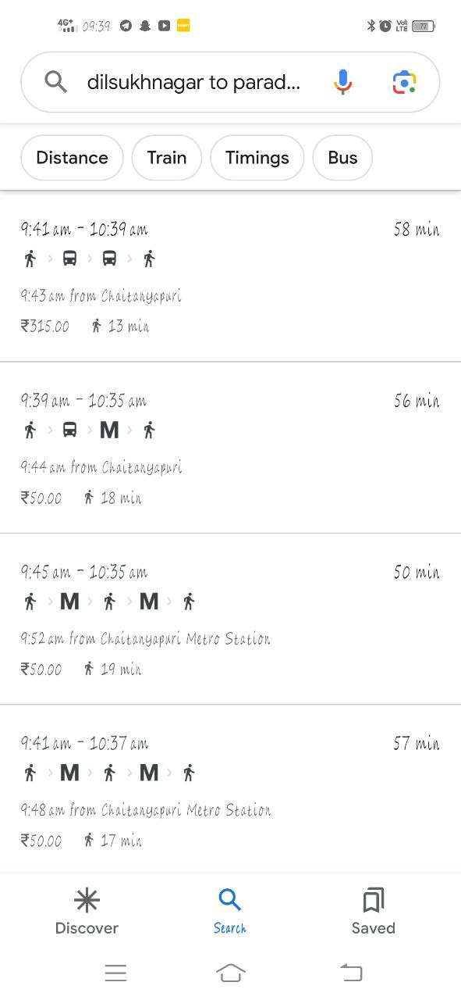 4G+ 09:39 Vo) LTE 77
dilsukhnagar to parad...
Distance Train Timings Bus
9:41 am - 10:39 am 58 min
9:43 am from Chaitanyapuri
₹315.00 13 min
9:39 am - 10:35 am 56 min
M
9:44 am from Chaitanyapuri
₹50.00 18 min
9:45 am - 10:35 am 50 min
M M
9:52 am from Chaitanyapuri Metro Station
₹50.00 19 min
9:41 am - 10:37 am 57 min
M M
9:48 am from Chaitanyapuri Metro Station
₹50.00 17 min
Discover Search Saved